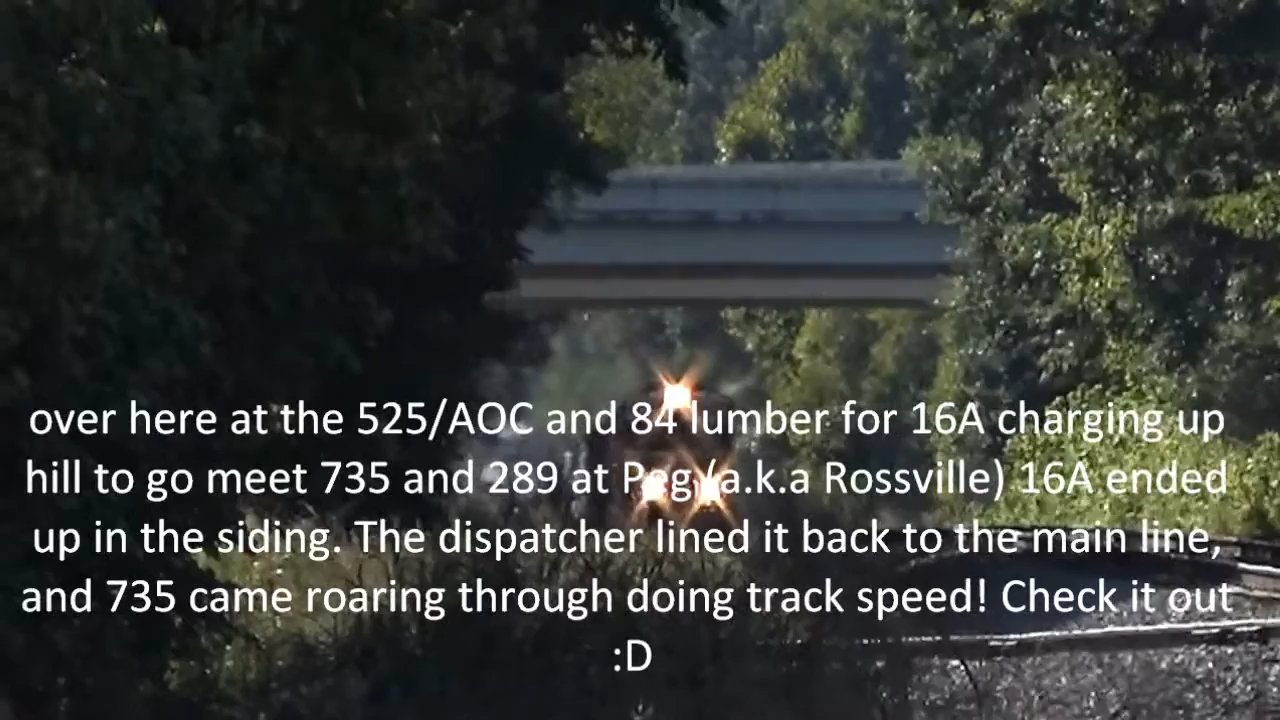 over here at the 525/AOC and 84 lumber for 16A charging up
hill to go meet 735 and 289 at Peg (a.k.a Rossville) 16A ended
up in the siding. The dispatcher lined it back to the main line,
and 735 came roaring through doing track speed! Check it out
:D